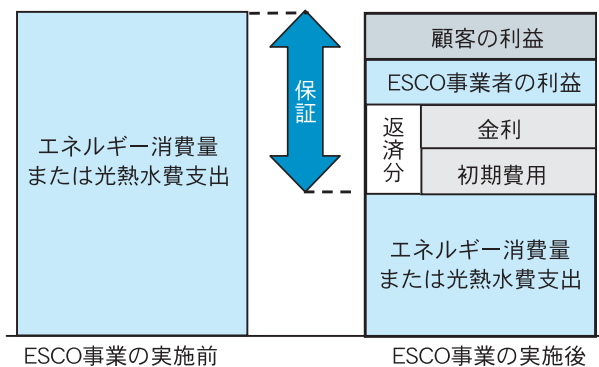 エネルギー消費量
または光熱水費支出
保証
顧客の利益
ESCO事業者の利益
返済分
金利
初期費用
エネルギー消費量
または光熱水費支出
ESCO事業の実施前
ESCO事業の実施後